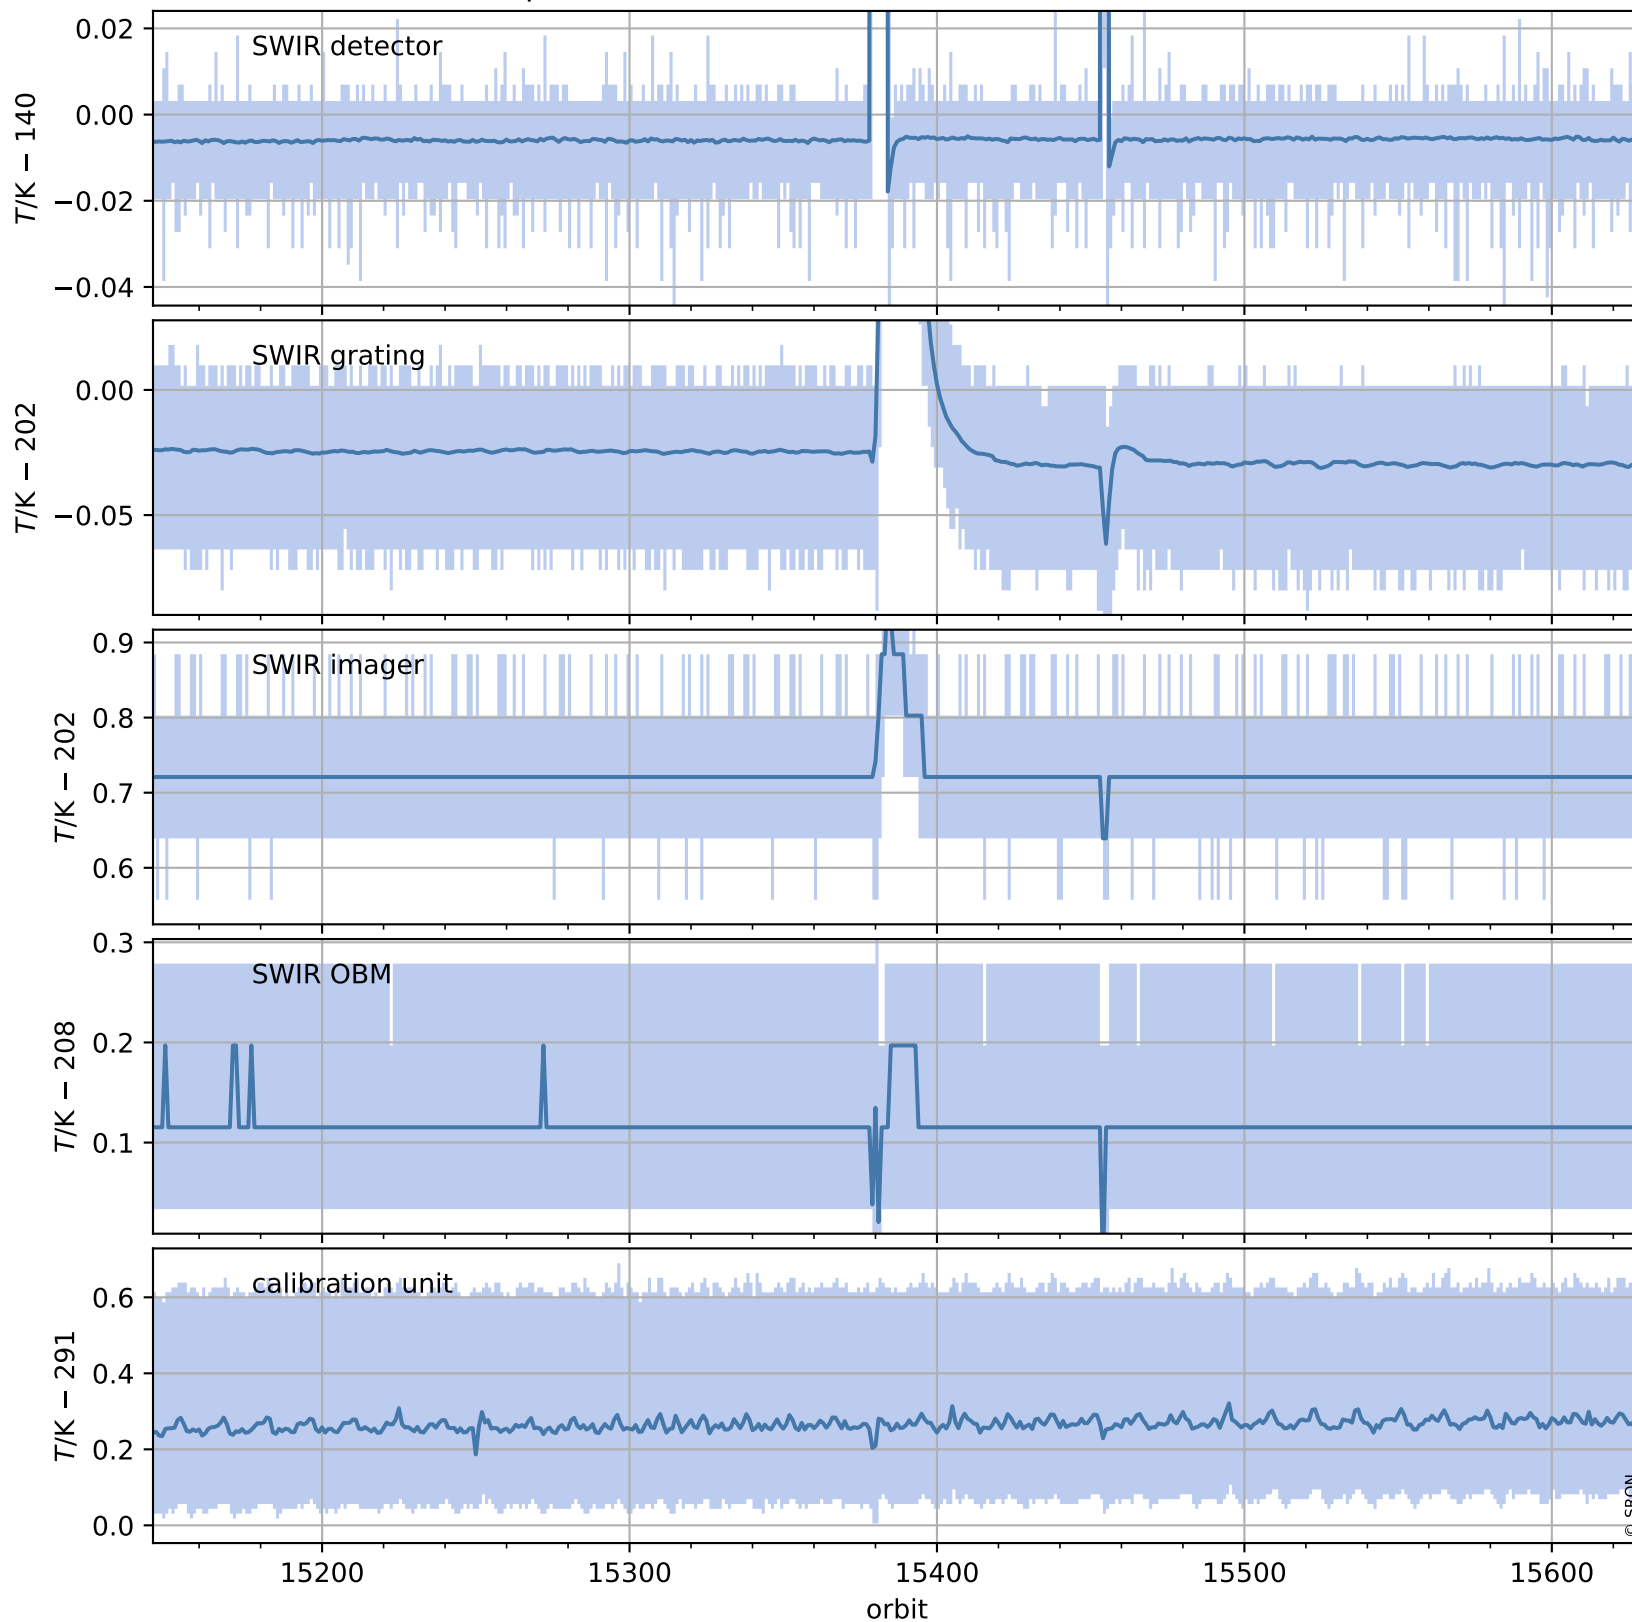 SWIR detector
0.02
0.00
−0.02
−0.04
T/K − 140
SWIR grating
0.00
−0.05
T/K − 202
SWIR imager
0.9
0.8
0.7
0.6
T/K − 202
SWIR OBM
0.3
0.2
0.1
T/K − 208
calibration unit
0.6
0.4
0.2
0.0
T/K − 291
© SRON
15200 15300 15400 15500 15600
orbit